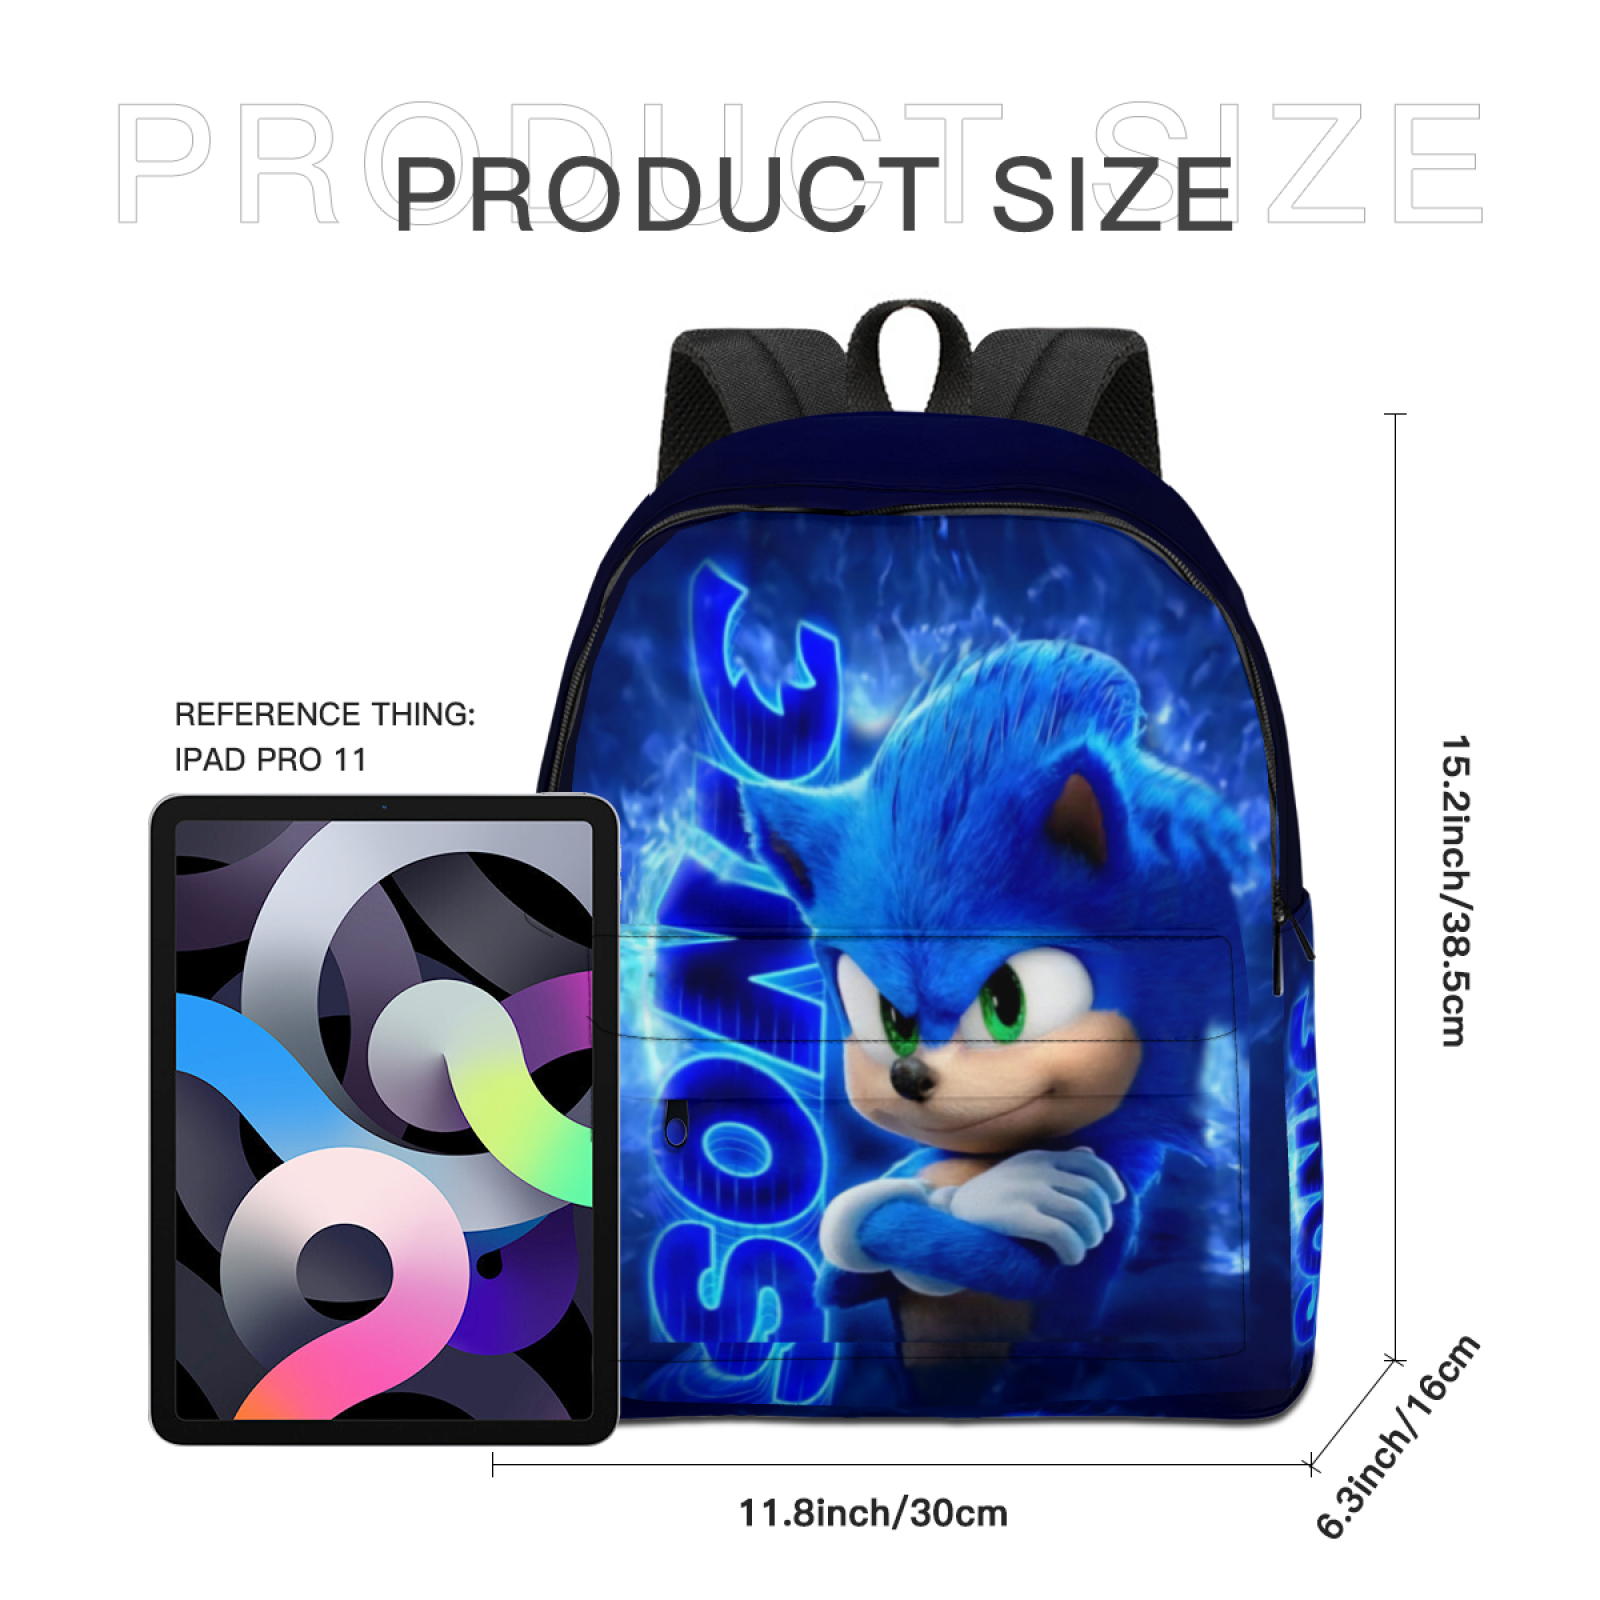 PRODUCT SIZE
PRODUCT SIZE
REFERENCE THING:
IPAD PRO 11
SONIC
SONIC
15.2inch/38.5cm
6.3inch/16cm
11.8inch/30cm